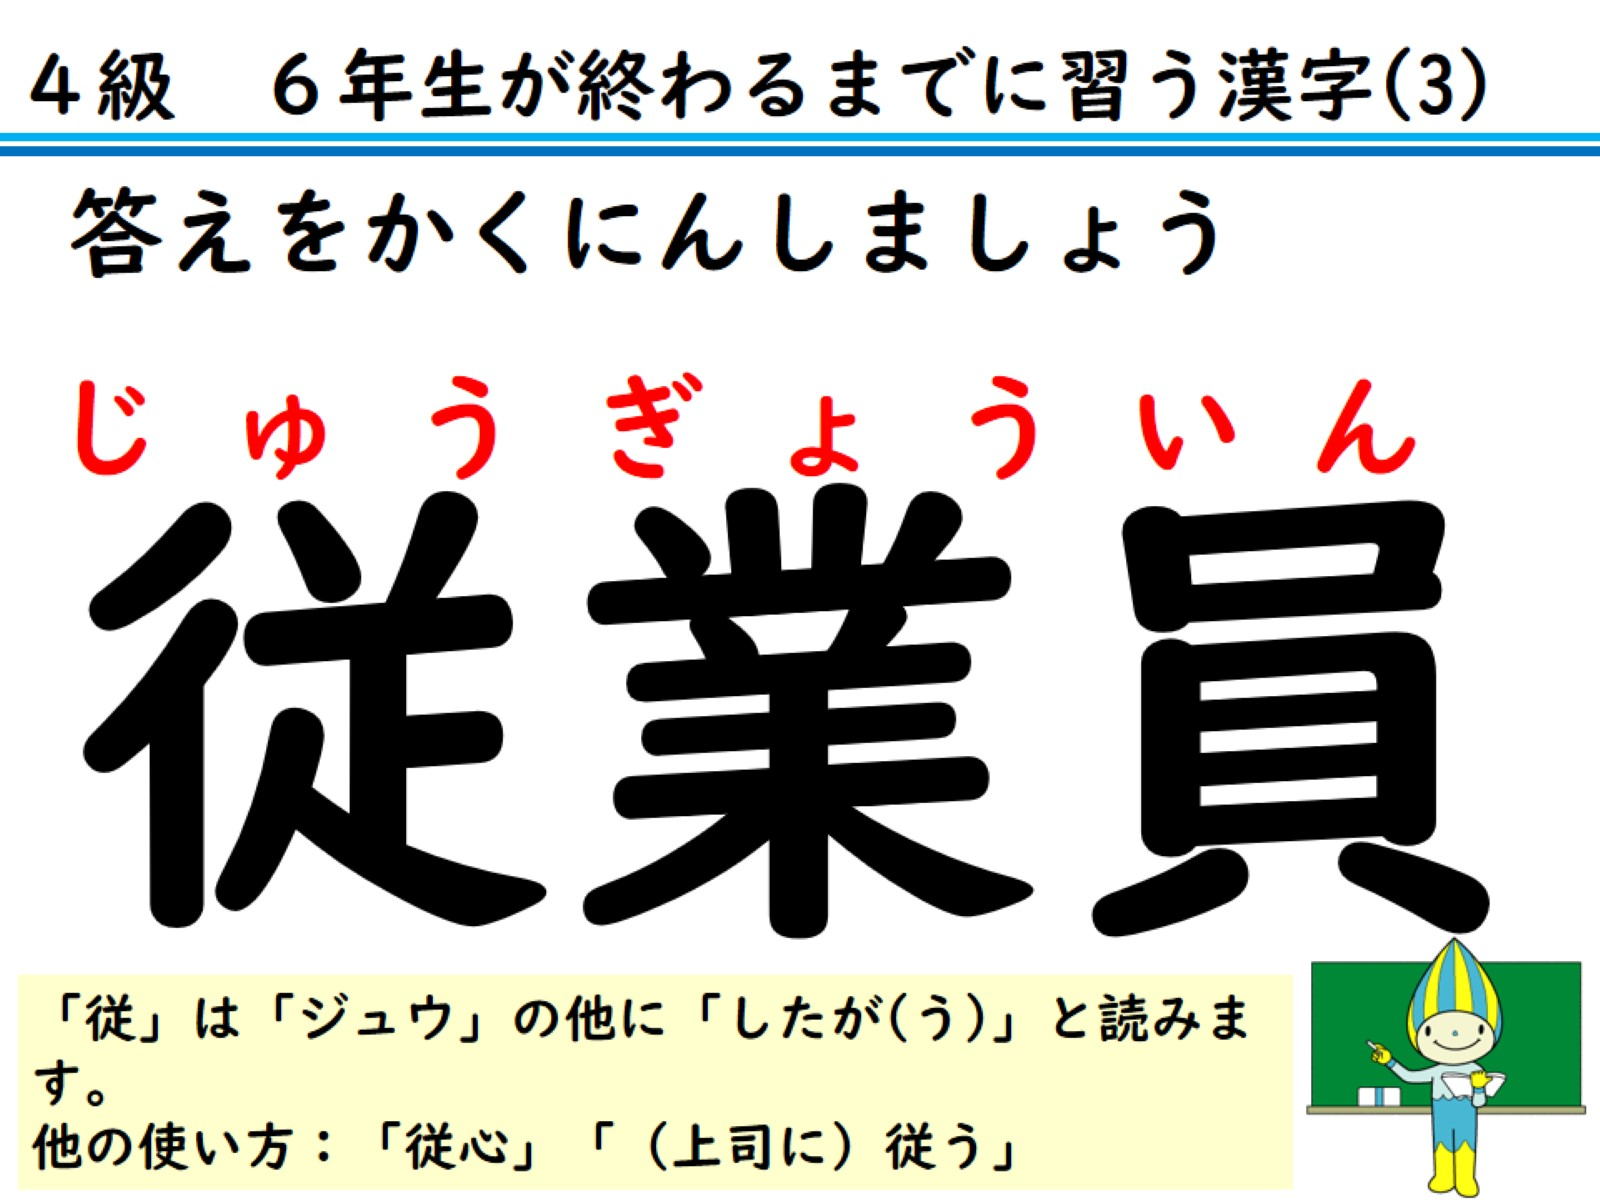 ４級　６年生が終わるまでに習う漢字(3)
答えをかくにんしましょう
じゅうぎょういん
従業員
「従」は「ジュウ」の他に「したが(う)」と読みま
す。
他の使い方：「従心」「（上司に）従う」